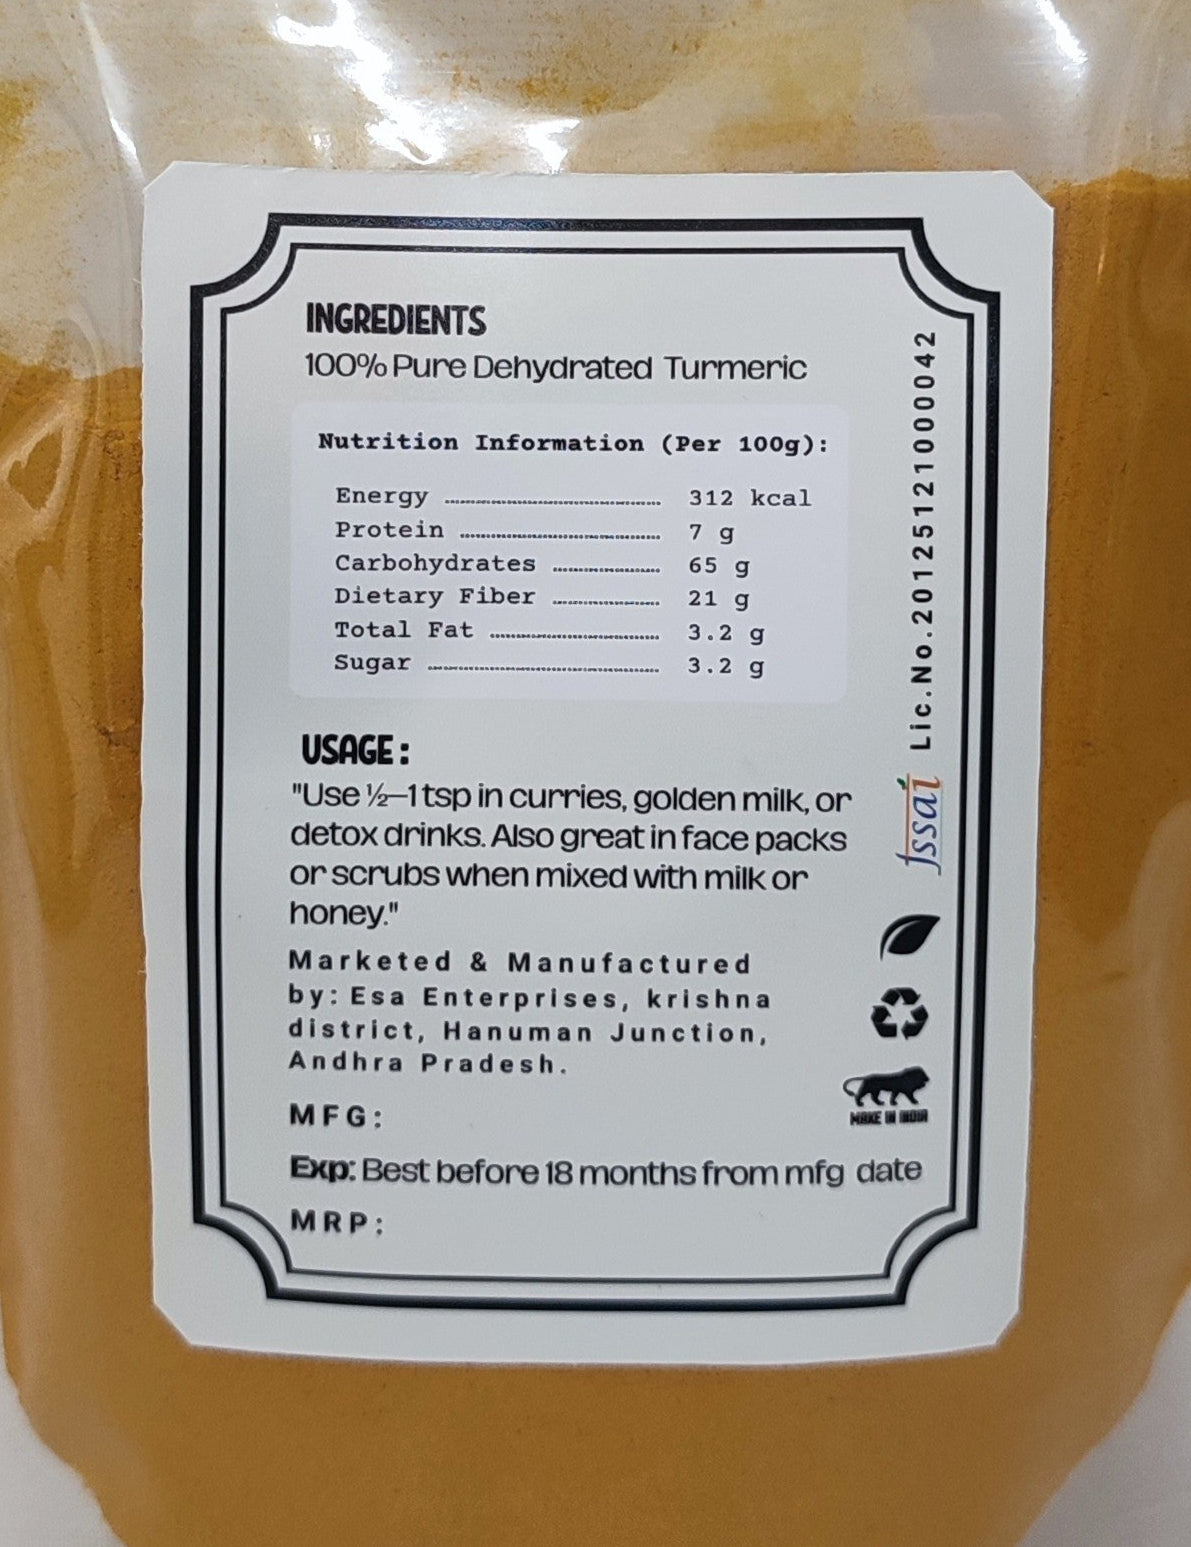 INGREDIENTS
100% Pure Dehydrated Turmeric
Nutrition Information (Per 100g):
Energy ........................ 312 kcal
Protein ........................ 7 g
Carbohydrates ............ 65 g
Dietary Fiber ............ 21 g
Total Fat .................... 3.2 g
Sugar ........................ 3.2 g
USAGE:
"Use ½–1 tsp in curries, golden milk, or
detox drinks. Also great in face packs
or scrubs when mixed with milk or
honey."
Marketed & Manufactured
by: Esa Enterprises, krishna
district, Hanuman Junction,
Andhra Pradesh.
MFG:
Exp: Best before 18 months from mfg date
MRP:
fssai Lic.No.20125121000042
MAKE IN INDIA